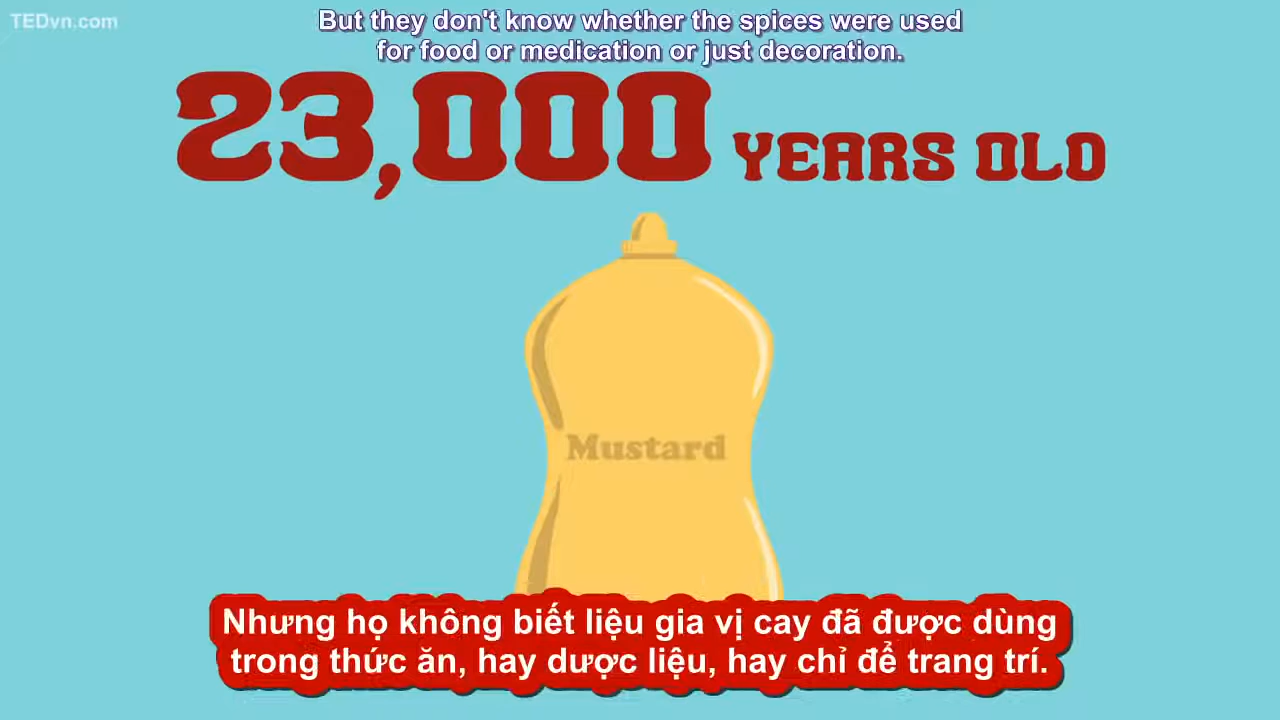 TEDvn.com
But they don't know whether the spices were used
for food or medication or just decoration.
23,000 YEARS OLD
Mustard
Nhưng họ không biết liệu gia vị cay đã được dùng
trong thức ăn, hay dược liệu, hay chỉ để trang trí.